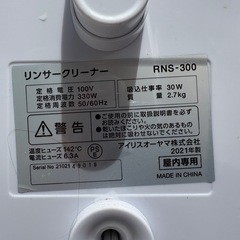 リンサークリーナー RNS-300
定格電圧 100V 吸込仕事率 30W
定格消費電力 330W 質量 2.7kg
定格周波数 50/60Hz
警告
温度ヒューズ 142℃
電流ヒューズ 6.3A
PSE
アイリスオーヤマ株式会社
2021年製
屋内専用
MADE IN CHINA